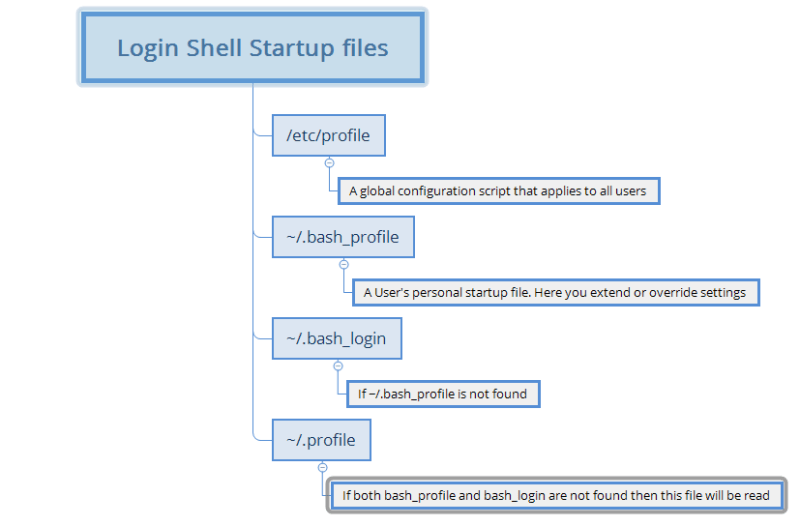 Login Shell Startup files
/etc/profile
A global configuration script that applies to all users
~/.bash_profile
A User's personal startup file. Here you extend or override settings
~/.bash_login
If ~/.bash_profile is not found
~/.profile
If both bash_profile and bash_login are not found then this file will be read